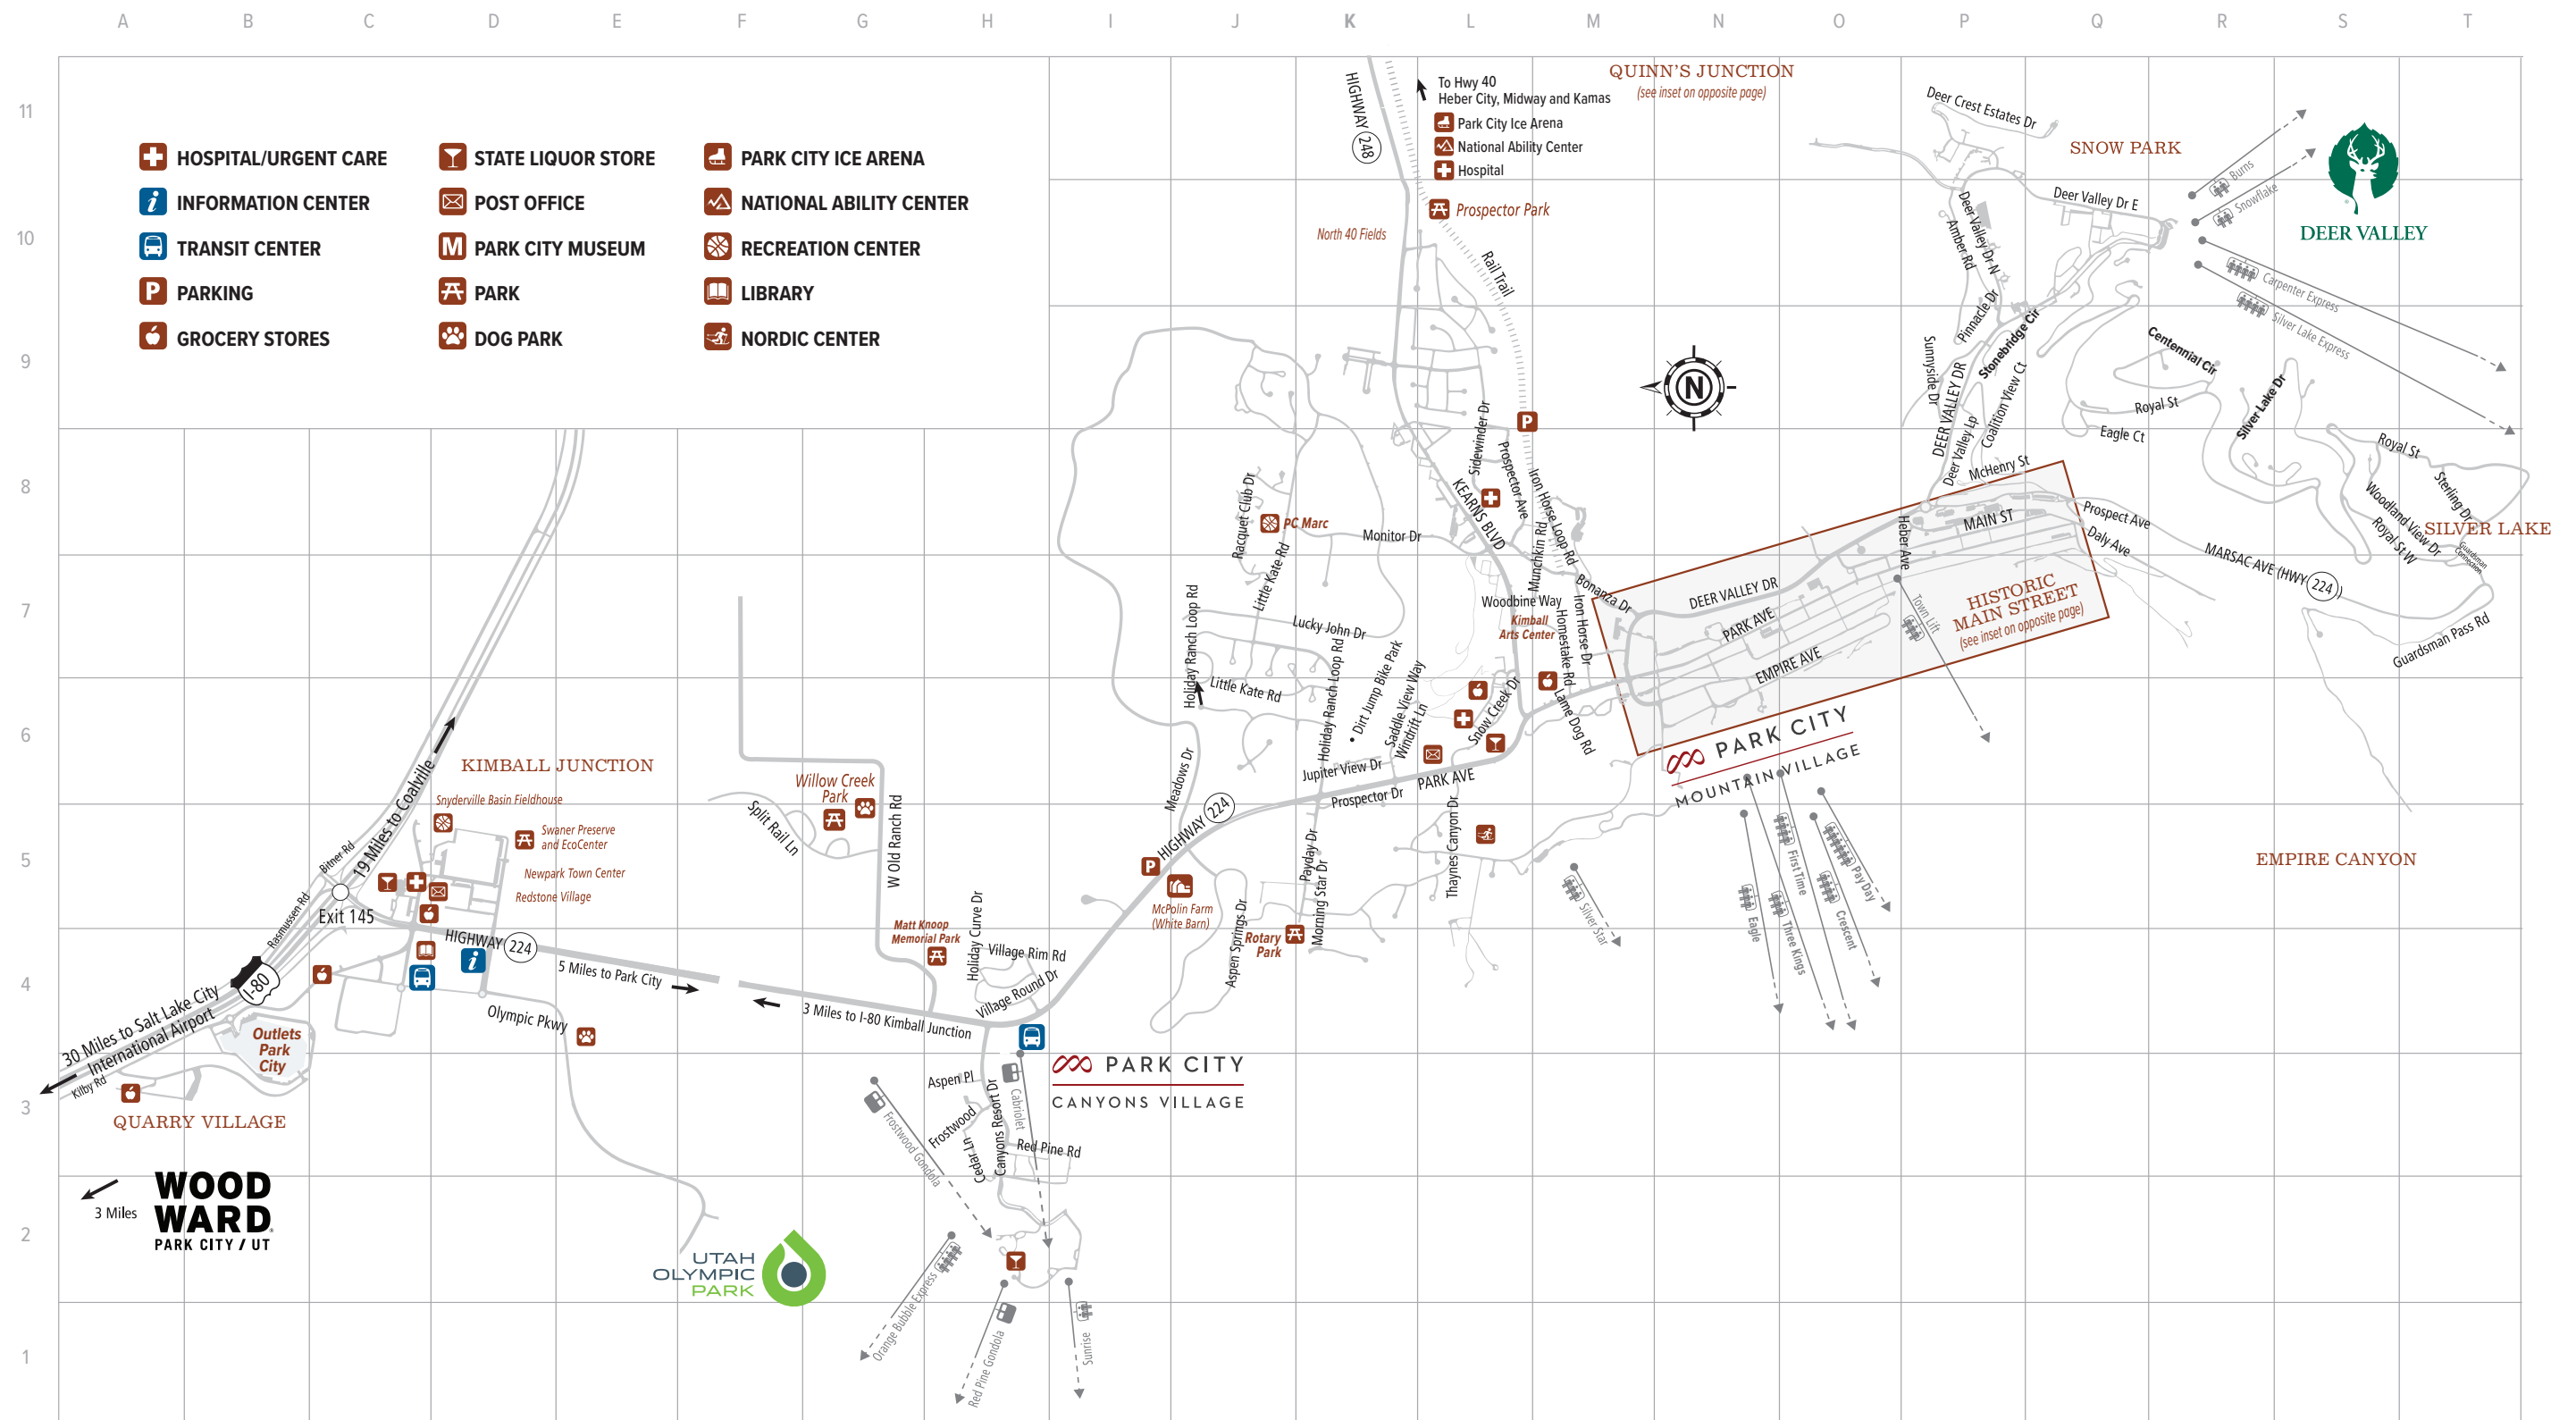 A B C D E F G H I J K L M N O P Q R S T
11
10
9
8
7
6
5
4
3
2
1
HOSPITAL/URGENT CARE
INFORMATION CENTER
TRANSIT CENTER
P PARKING
GROCERY STORES
STATE LIQUOR STORE
POST OFFICE
M PARK CITY MUSEUM
PARK
DOG PARK
PARK CITY ICE ARENA
NATIONAL ABILITY CENTER
RECREATION CENTER
LIBRARY
NORDIC CENTER
HIGHWAY 248
To Hwy 40
Heber City, Midway and Kamas
Park City Ice Arena
National Ability Center
Hospital
Prospector Park
North 40 Fields
Rail Trail
QUINN'S JUNCTION
(see inset on opposite page)
Deer Crest Estates Dr
SNOW PARK
Deer Valley Dr E
Deer Valley Dr N
Amber Rd
Burns
Snowflake
Carpenter Express
Silver Lake Express
DEER VALLEY
Pinnacle Dr
Stonebridge Cir
Sunnyside Dr
DEER VALLEY DR
Deer Valley Lp
Coalition View Ct
McHenry St
Centennial Cir
Royal St
Eagle Ct
Silver Lake Dr
Royal St
Sterling Dr
Woodland View Dr
Royal St W
SILVER LAKE
Guardsman Connection
Prospect Ave
Daly Ave
MARSAC AVE (HWY 224)
Guardsman Pass Rd
N
P
Sidewinder Dr
Prospector Ave
KEARNS BLVD
Iron Horse Loop Rd
Munchkin Rd
Bonanza Dr
Woodbine Way
Kimball
Arts Center
Homestake Rd
Iron Horse Dr
Racquet Club Dr
PC Marc
Monitor Dr
Little Kate Rd
Lucky John Dr
Holiday Ranch Loop Rd
Little Kate Rd
Holiday Ranch Loop Rd
Dirt Jump Bike Park
Saddle View Way
Windrift Ln
Snow Creek Dr
Lame Dog Rd
Jupiter View Dr
PARK AVE
Prospector Dr
Meadows Dr
HIGHWAY 224
P
McPolin Farm
(White Barn)
Payday Dr
Morning Star Dr
Aspen Springs Dr
Rotary
Park
Thaynes Canyon Dr
Heber Ave
MAIN ST
DEER VALLEY DR
PARK AVE
EMPIRE AVE
Town Lift
HISTORIC
MAIN STREET
(see inset on opposite page)
PARK CITY
MOUNTAIN VILLAGE
Silver Star
Eagle
Three Kings
First Time
Crescent
Pay Day
EMPIRE CANYON
KIMBALL JUNCTION
Snyderville Basin Fieldhouse
Swaner Preserve
and EcoCenter
Newpark Town Center
Redstone Village
19 Miles to Coalville
Bitner Rd
Rasmussen Rd
Exit 145
HIGHWAY 224
5 Miles to Park City
3 Miles to I-80 Kimball Junction
Olympic Pkwy
I-80
30 Miles to Salt Lake City
International Airport
Kilby Rd
Outlets
Park
City
QUARRY VILLAGE
3 Miles
WOOD
WARD
PARK CITY / UT
UTAH
OLYMPIC
PARK
Willow Creek
Park
Split Rail Ln
W Old Ranch Rd
Matt Knoop
Memorial Park
Holiday Curve Dr
Village Rim Rd
Village Round Dr
PARK CITY
CANYONS VILLAGE
Aspen Pl
Frostwood
Cedar Ln
Canyons Resort Dr
Red Pine Rd
Cabriolet
Frostwood Gondola
Orange Bubble Express
Red Pine Gondola
Sunrise